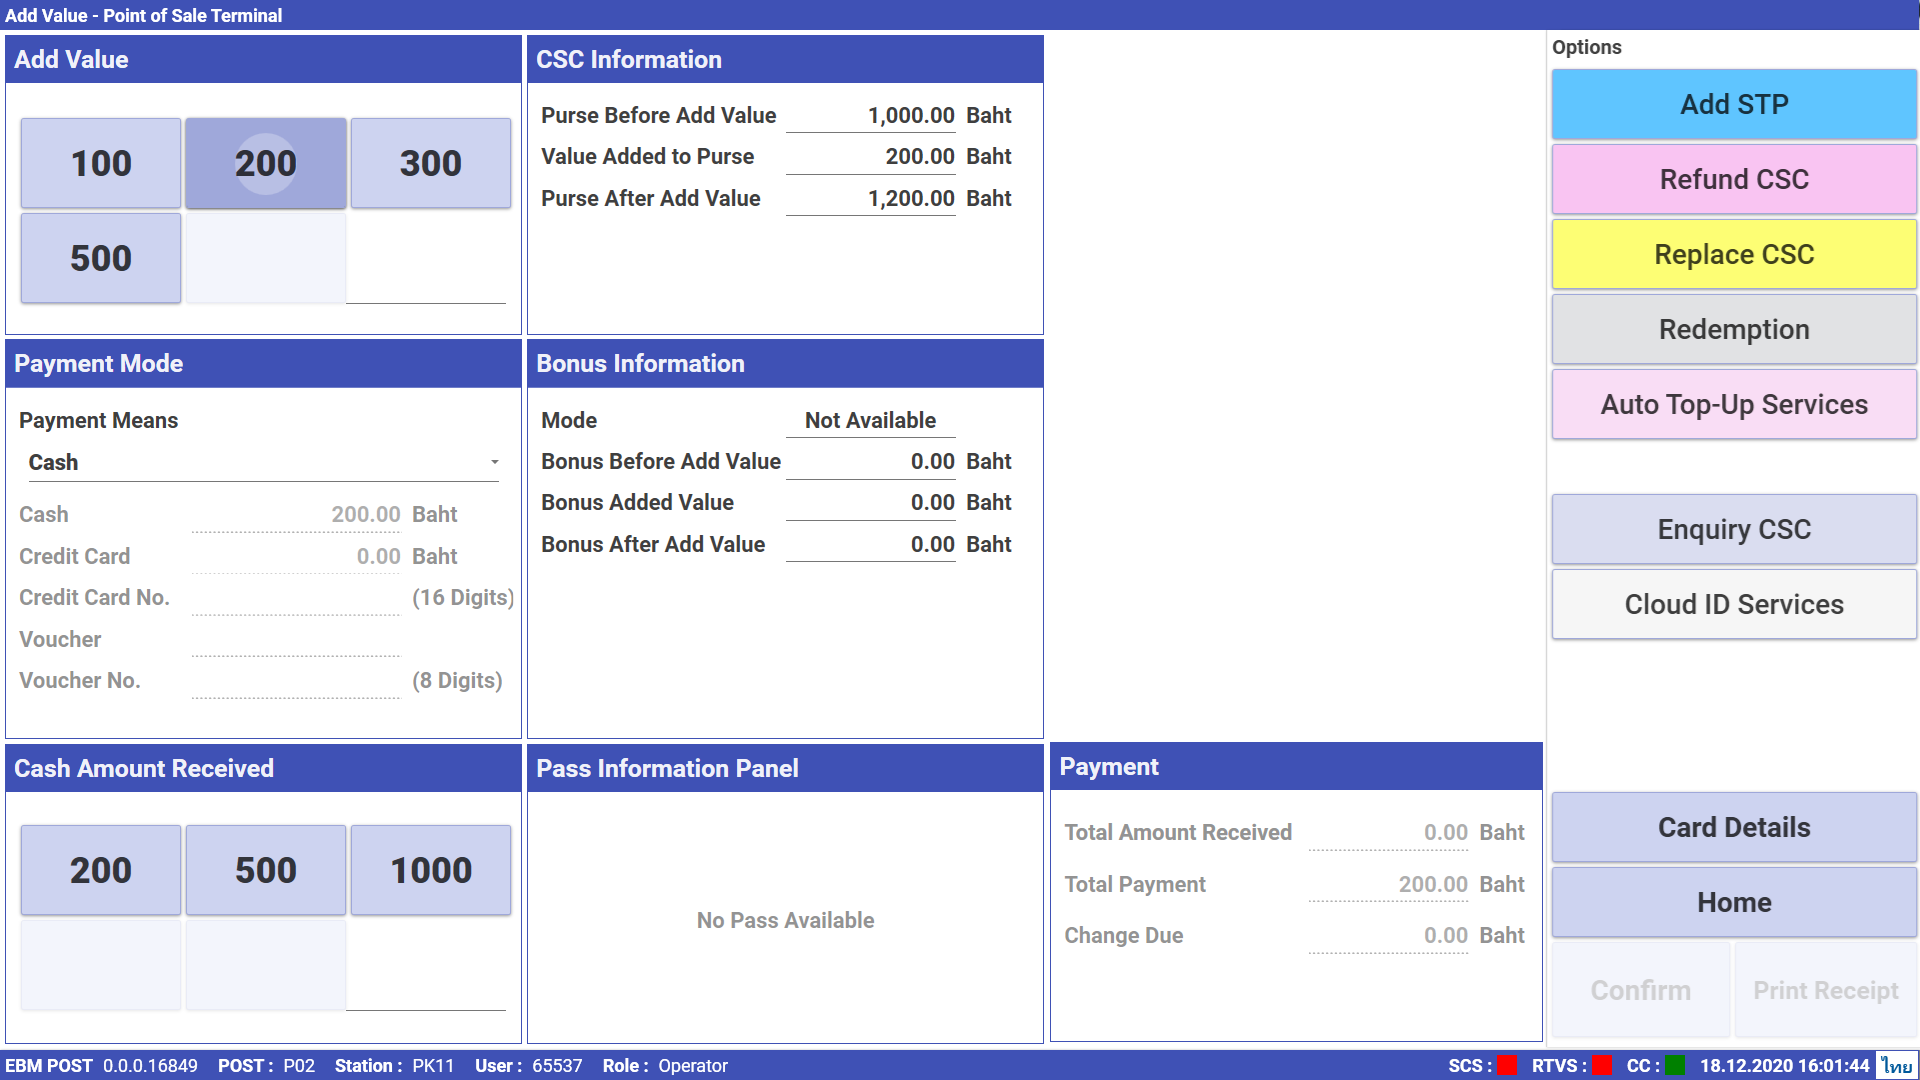 Add Value - Point of Sale Terminal
Add Value
100
200
300
500
CSC Information
Purse Before Add Value 1,000.00 Baht
Value Added to Purse 200.00 Baht
Purse After Add Value 1,200.00 Baht
Payment Mode
Payment Means
Cash
Cash 200.00 Baht
Credit Card 0.00 Baht
Credit Card No. (16 Digits)
Voucher
Voucher No. (8 Digits)
Bonus Information
Mode Not Available
Bonus Before Add Value 0.00 Baht
Bonus Added Value 0.00 Baht
Bonus After Add Value 0.00 Baht
Cash Amount Received
200
500
1000
Pass Information Panel
No Pass Available
Payment
Total Amount Received 0.00 Baht
Total Payment 200.00 Baht
Change Due 0.00 Baht
Options
Add STP
Refund CSC
Replace CSC
Redemption
Auto Top-Up Services
Enquiry CSC
Cloud ID Services
Card Details
Home
Confirm
Print Receipt
EBM POST 0.0.0.16849 POST : P02 Station : PK11 User : 65537 Role : Operator SCS : RTVS : CC : 18.12.2020 16:01:44 ไทย